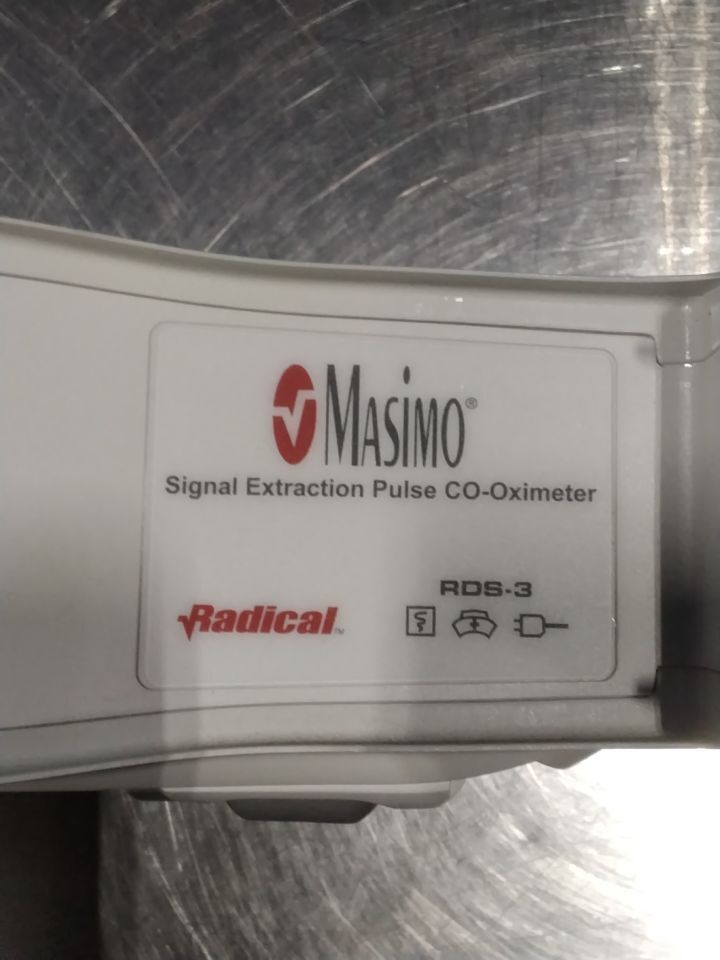 MASIMO®
Signal Extraction Pulse CO-Oximeter
RDS-3
Radical™